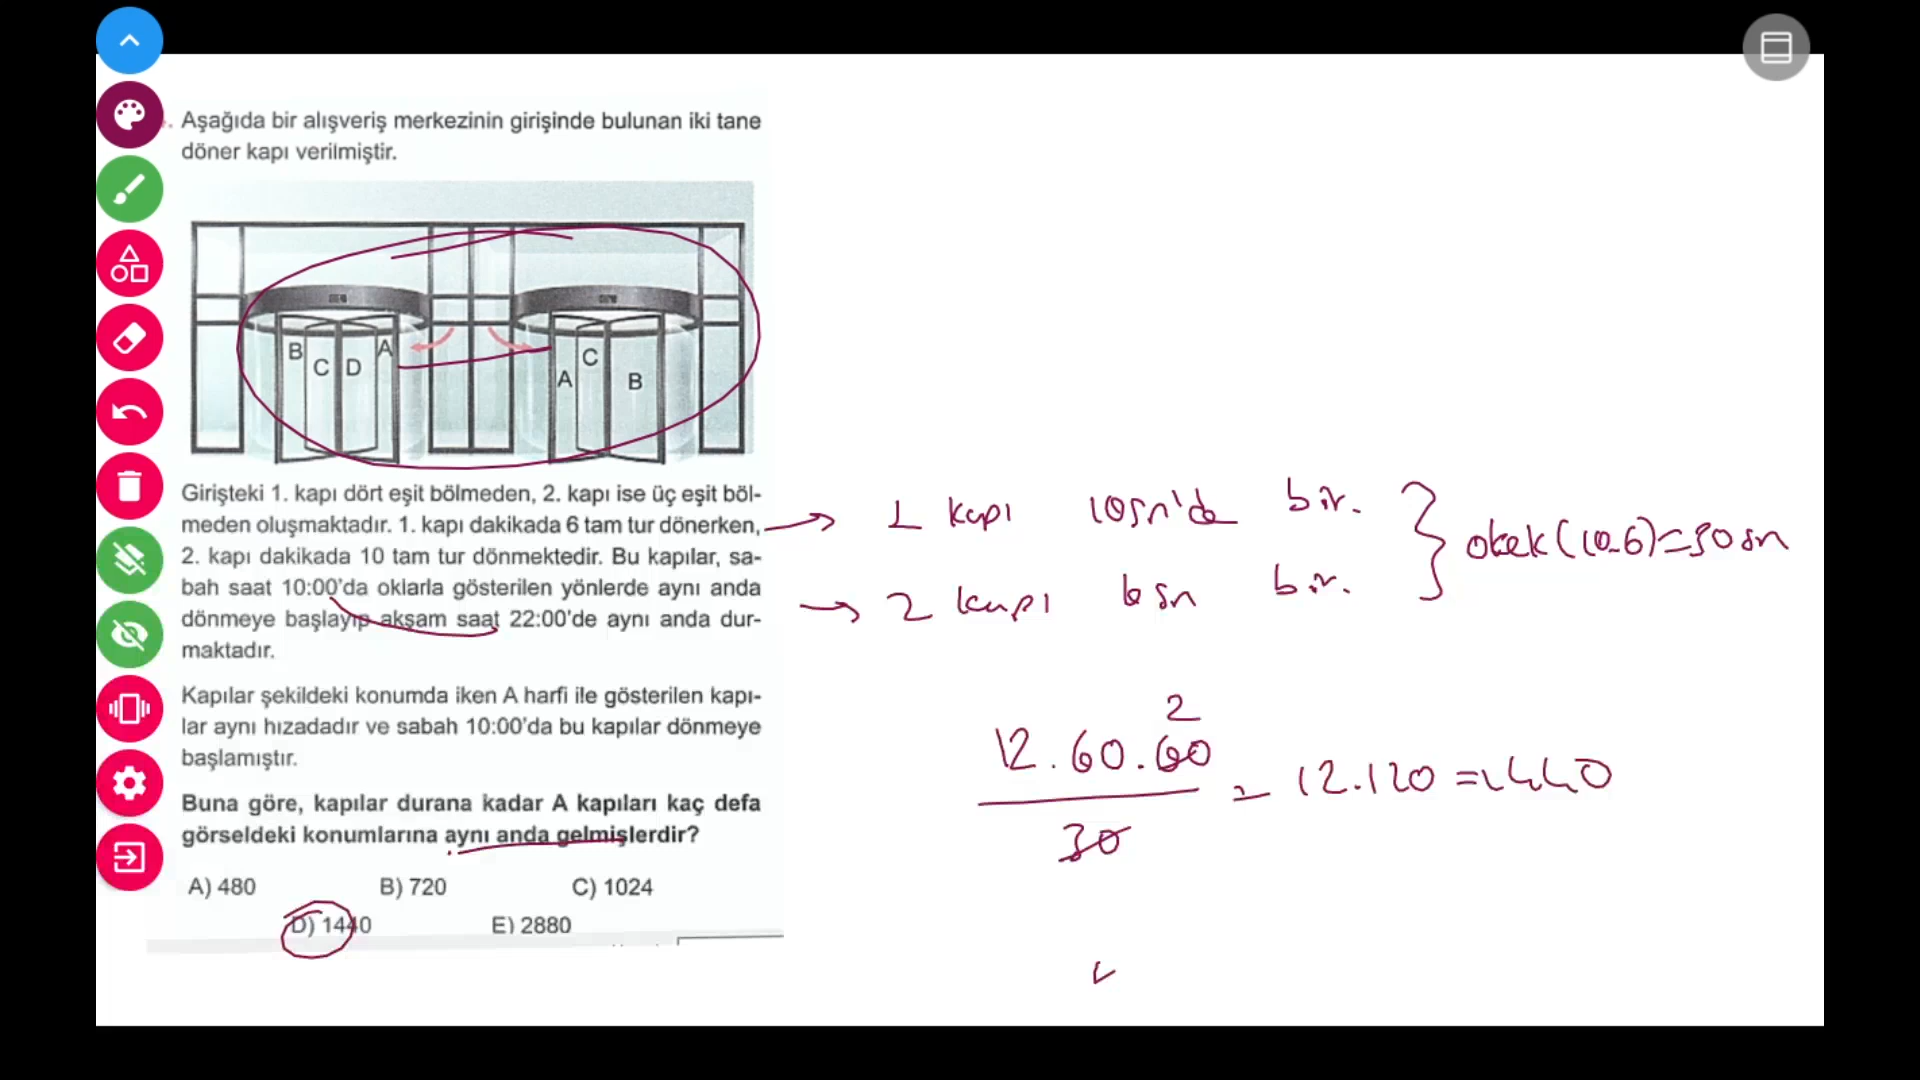 Aşağıda bir alışveriş merkezinin girişinde bulunan iki tane
döner kapı verilmiştir.
B C D A
A C B
Girişteki 1. kapı dört eşit bölmeden, 2. kapı ise üç eşit böl-
meden oluşmaktadır. 1. kapı dakikada 6 tam tur dönerken,
2. kapı dakikada 10 tam tur dönmektedir. Bu kapılar, sa-
bah saat 10:00'da oklarla gösterilen yönlerde aynı anda
dönmeye başlayıp akşam saat 22:00'de aynı anda dur-
maktadır.
Kapılar şekildeki konumda iken A harfi ile gösterilen kapı-
lar aynı hizadadır ve sabah 10:00'da bu kapılar dönmeye
başlamıştır.
Buna göre, kapılar durana kadar A kapıları kaç defa
görseldeki konumlarına aynı anda gelmişlerdir?
A) 480 B) 720 C) 1024
D) 1440 E) 2880
1 kapı 10sn'de bir.
2 kapı 6 sn bir.
okek(10.6)=30 sn
2
12.60.60
30
= 12.120 = 1440